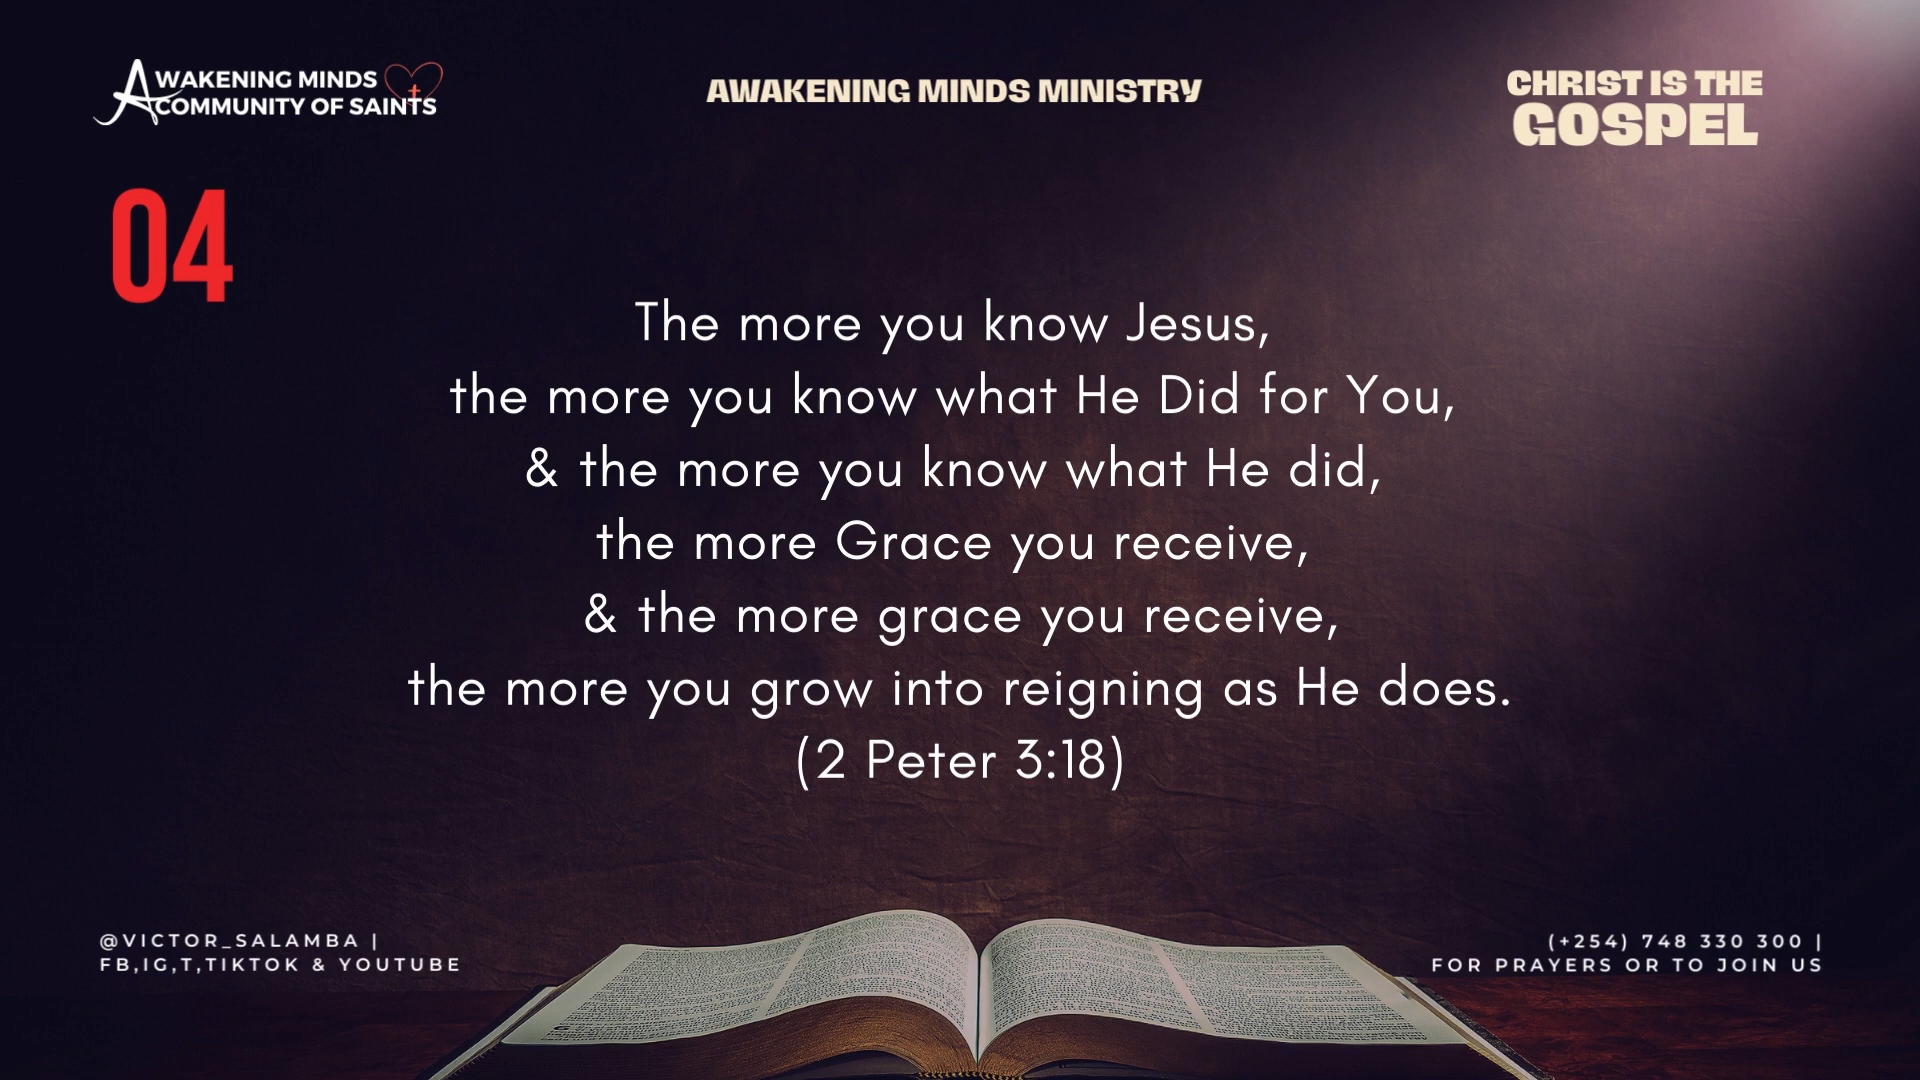 AWAKENING MINDS
COMMUNITY OF SAINTS
AWAKENING MINDS MINISTRY
CHRIST IS THE
GOSPEL
04
The more you know Jesus,
the more you know what He Did for You,
& the more you know what He did,
the more Grace you receive,
& the more grace you receive,
the more you grow into reigning as He does.
(2 Peter 3:18)
@VICTOR_SALAMBA |
FB,IG,T,TIKTOK & YOUTUBE
(+254) 748 330 300 |
FOR PRAYERS OR TO JOIN US